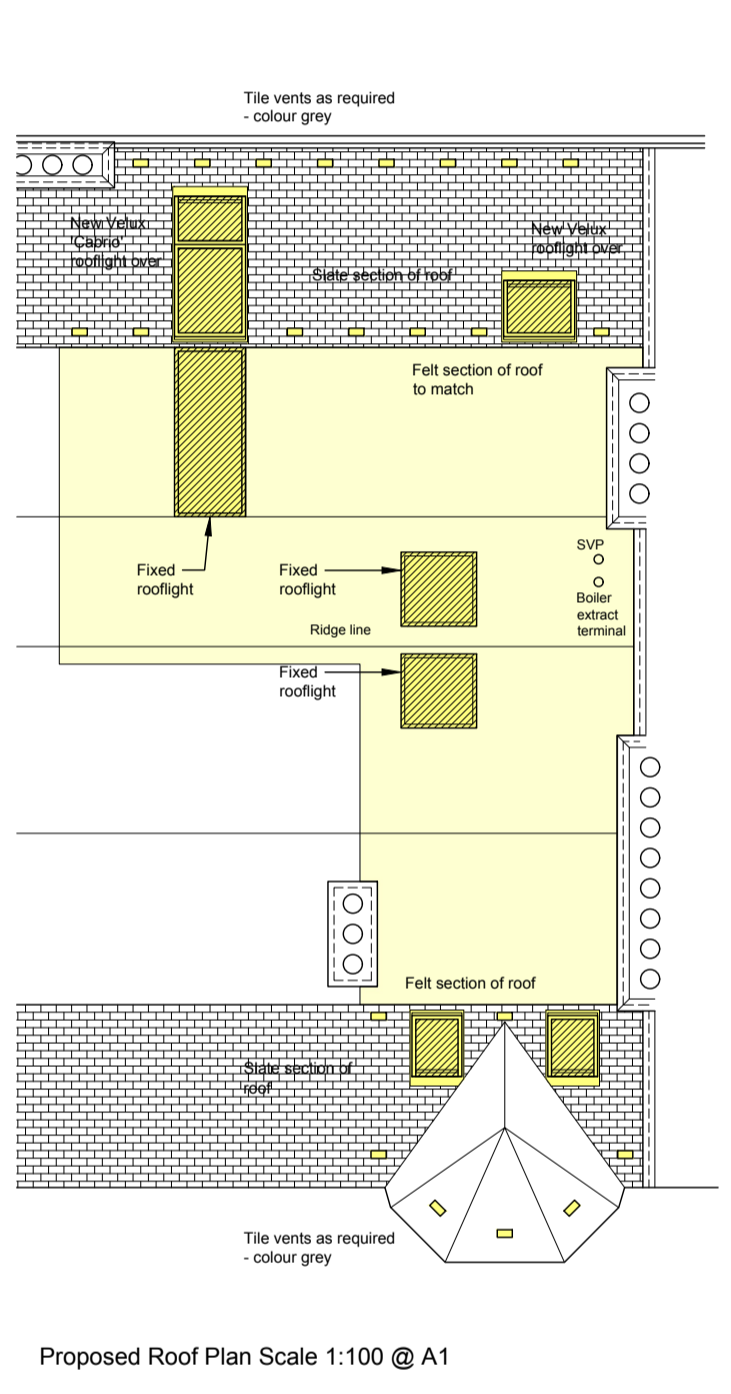 Tile vents as required
- colour grey
New Velux
'Cabrio'
rooflight over
New Velux
rooflight over
Slate section of roof
Felt section of roof
to match
SVP
Fixed
rooflight
Fixed
rooflight
Boiler
extract
terminal
Ridge line
Fixed
rooflight
Felt section of roof
Slate section of
roof
Tile vents as required
- colour grey
Proposed Roof Plan Scale 1:100 @ A1